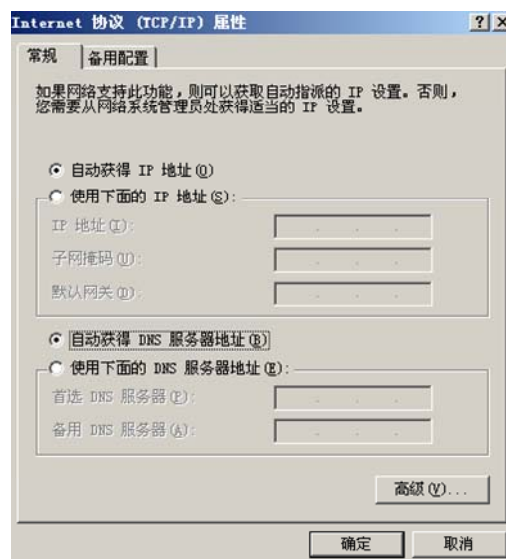 Internet 协议 (TCP/IP) 属性
常规
备用配置
如果网络支持此功能，则可以获取自动指派的 IP 设置。否则，
您需要从网络系统管理员处获得适当的 IP 设置。
自动获得 IP 地址(O)
使用下面的 IP 地址(S):
IP 地址(I):
子网掩码(U):
默认网关(D):
自动获得 DNS 服务器地址(B)
使用下面的 DNS 服务器地址(E):
首选 DNS 服务器(P):
备用 DNS 服务器(A):
高级(V)...
确定
取消